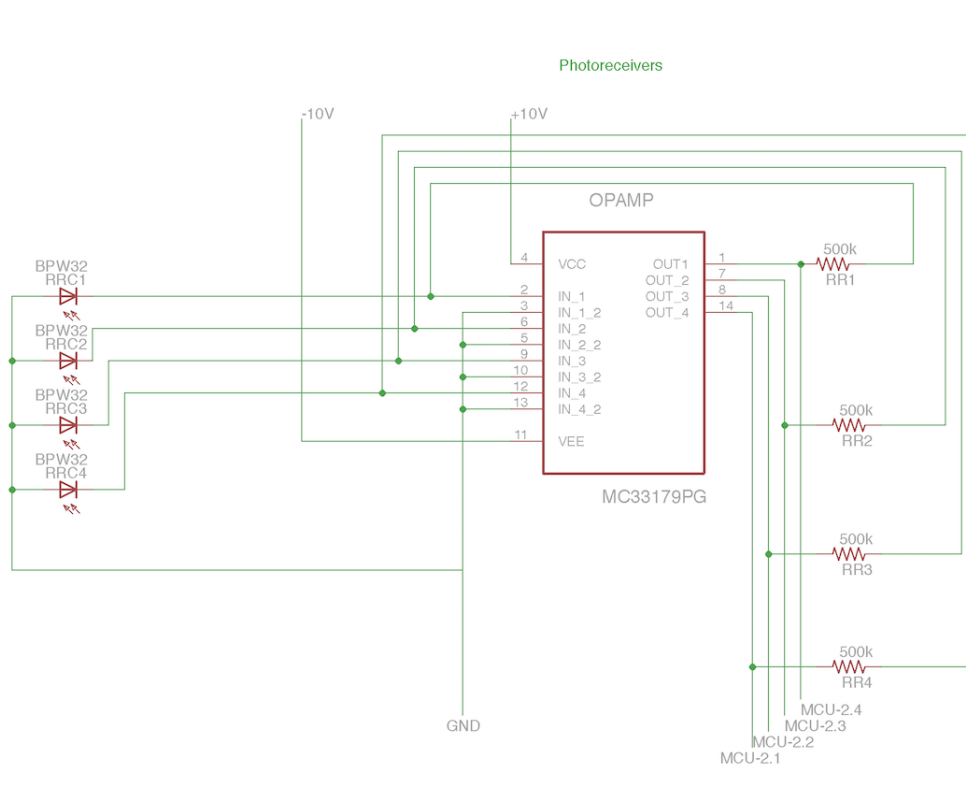 Photoreceivers
-10V
+10V
OPAMP
BPW32
RRC1
BPW32
RRC2
BPW32
RRC3
BPW32
RRC4
4 VCC
2 IN_1
3 IN_1_2
6 IN_2
5 IN_2_2
9 IN_3
10 IN_3_2
12 IN_4
13 IN_4_2
11 VEE
OUT1 1
OUT_2 7
OUT_3 8
OUT_4 14
MC33179PG
500k
RR1
500k
RR2
500k
RR3
500k
RR4
GND
MCU-2.4
MCU-2.3
MCU-2.2
MCU-2.1